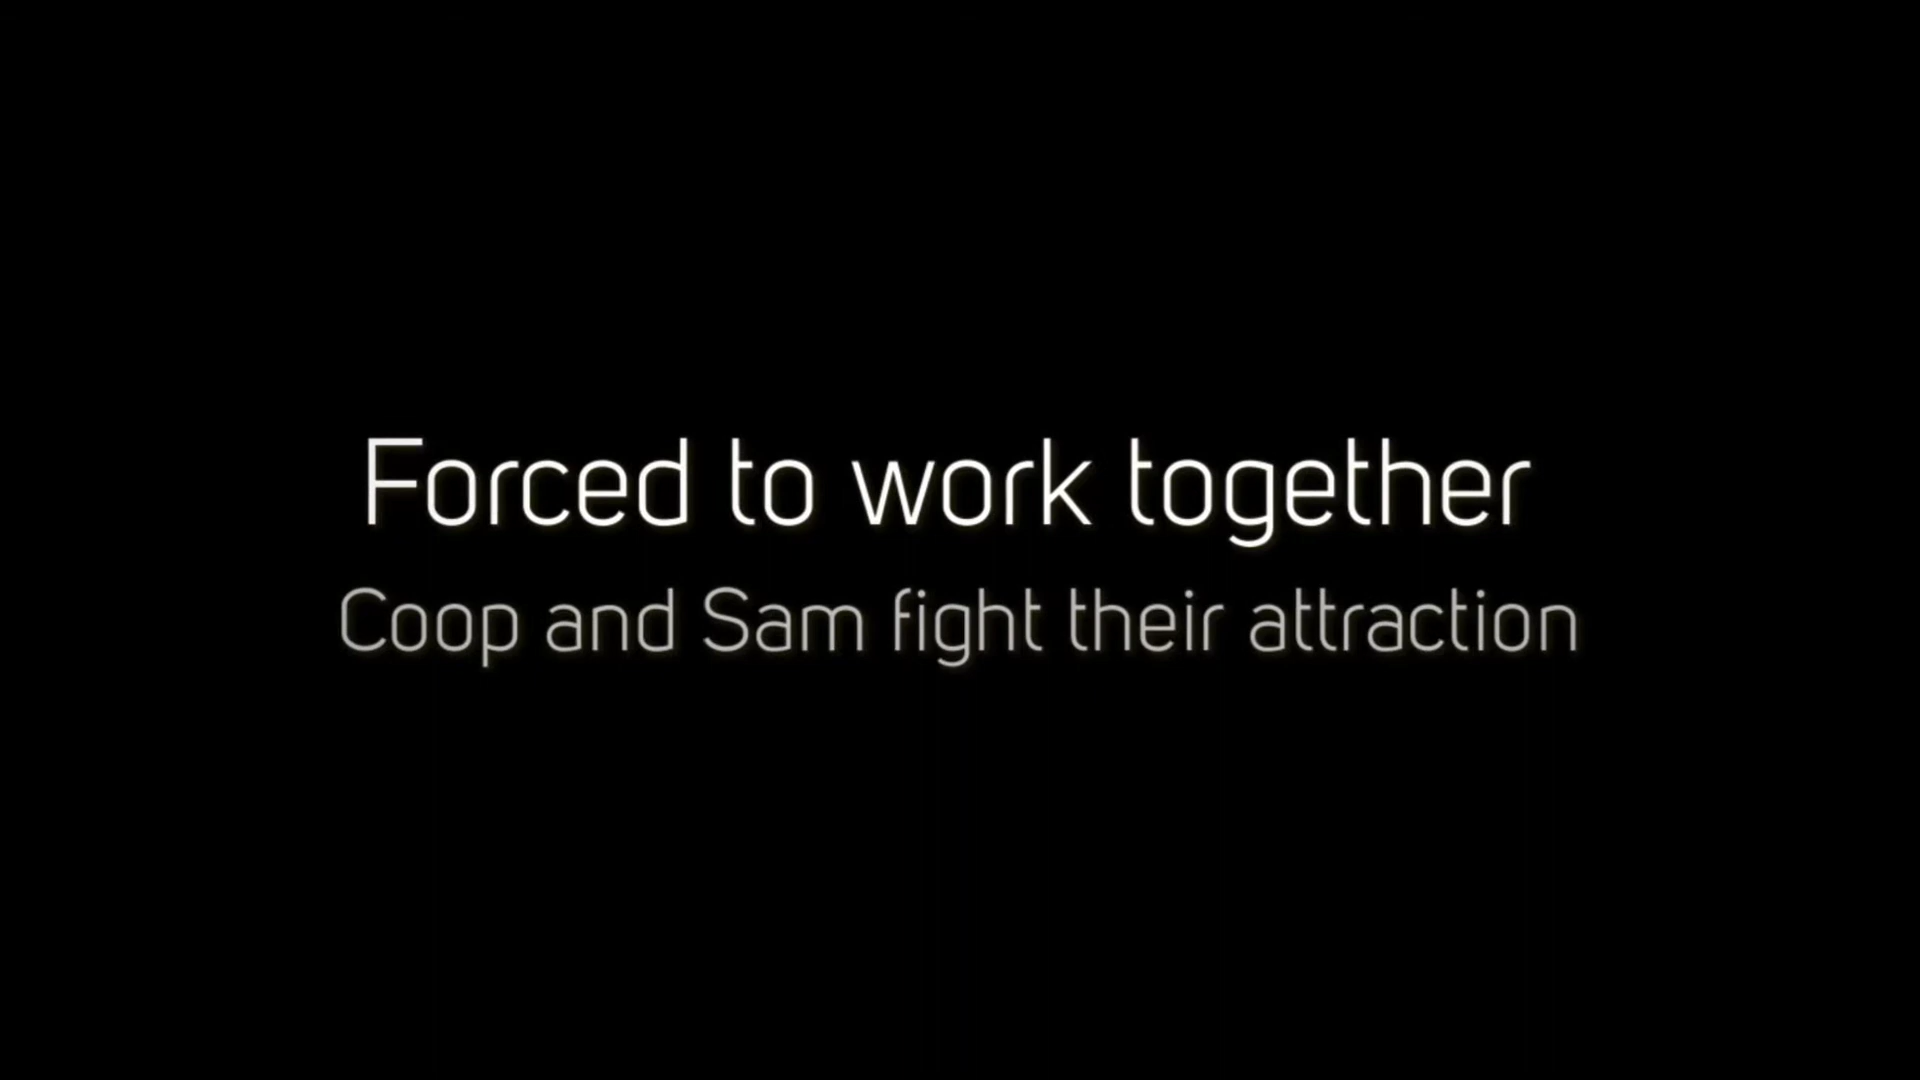 Forced to work together
Coop and Sam fight their attraction